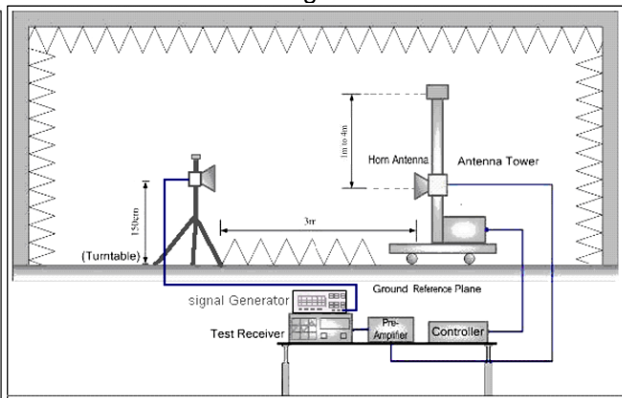 1m to 4m
Horn Antenna
Antenna Tower
150cm
3m
(Turntable)
Ground Reference Plane
signal Generator
Test Receiver
Pre-
Amplifier
Controller